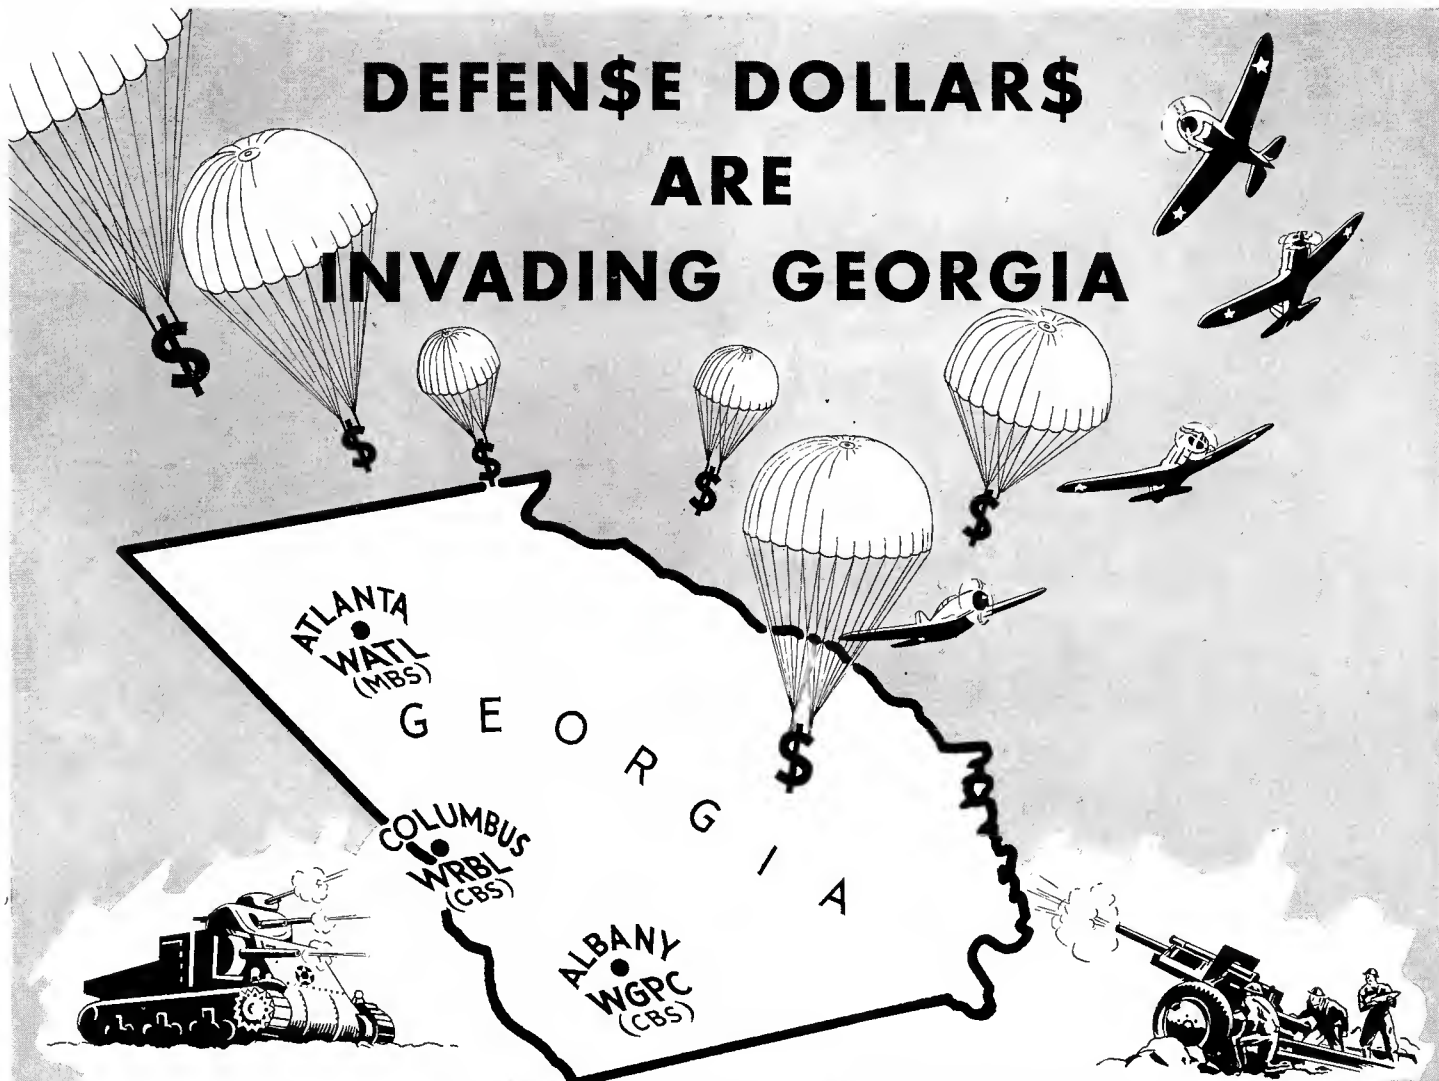 DEFEN$E DOLLAR$
ARE
INVADING GEORGIA
$
$
$
$
$
$
ATLANTA
WATL
(MBS)
GEORGIA
$
COLUMBUS
WRBL
(CBS)
ALBANY
WGPC
(CBS)